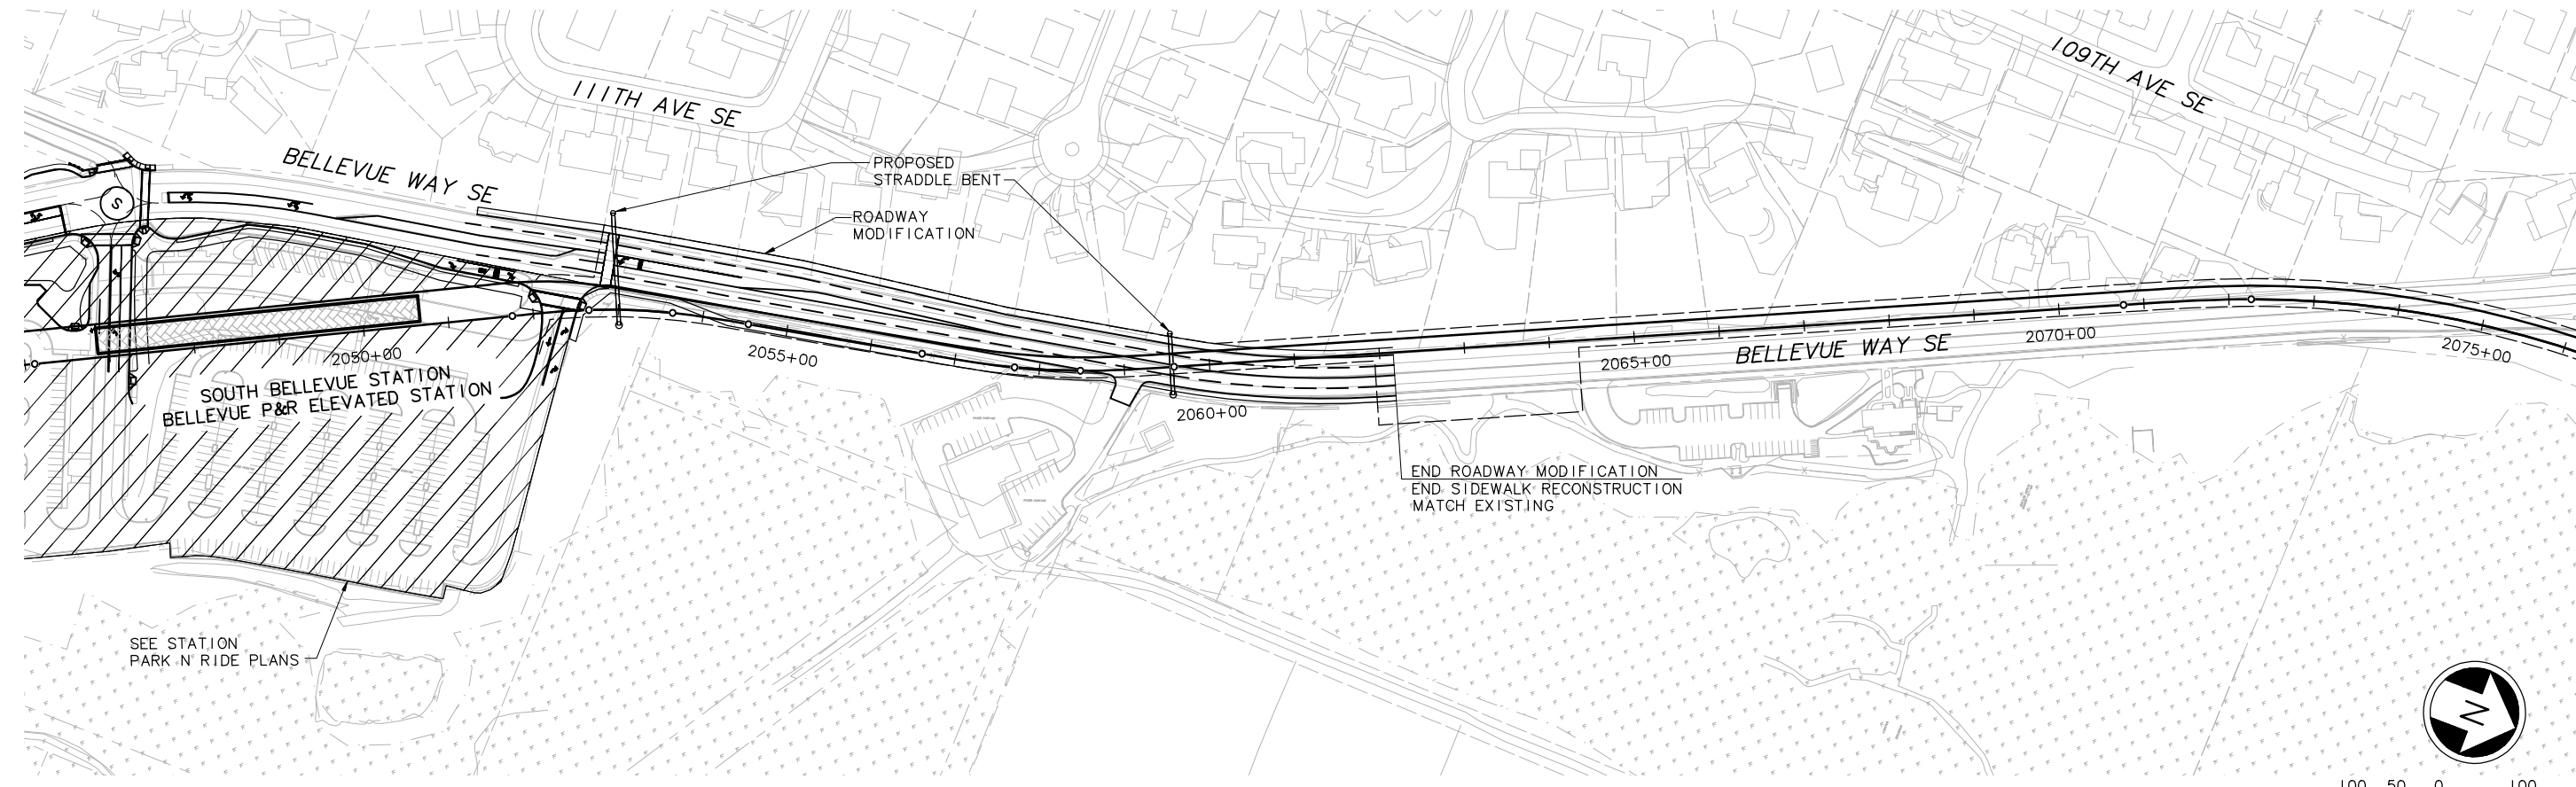 109TH AVE SE
111TH AVE SE
BELLEVUE WAY SE
PROPOSED
STRADDLE BENT
ROADWAY
MODIFICATION
S
2050+00
2055+00
2060+00
2065+00
BELLEVUE WAY SE
2070+00
2075+00
SOUTH BELLEVUE STATION
BELLEVUE P&R ELEVATED STATION
END ROADWAY MODIFICATION
END SIDEWALK RECONSTRUCTION
MATCH EXISTING
SEE STATION
PARK N RIDE PLANS
N
100 50 0 100